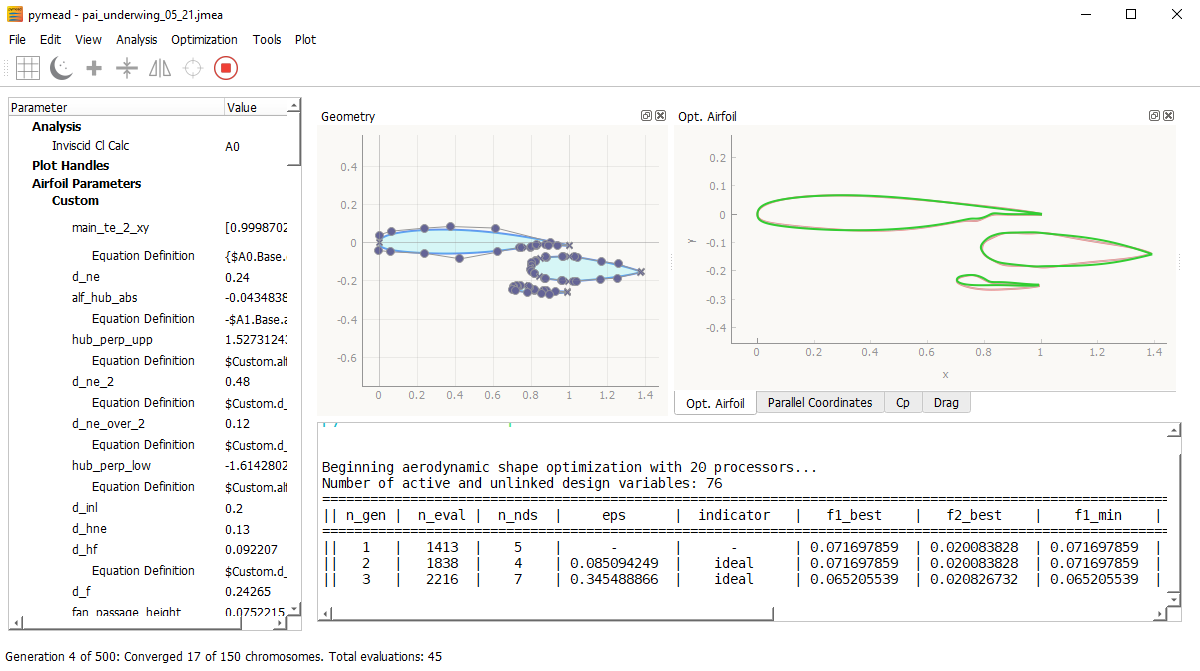 pymead - pai_underwing_05_21.jmea
File Edit View Analysis Optimization Tools Plot
Parameter Value
Analysis
Inviscid Cl Calc A0
Plot Handles
Airfoil Parameters
Custom
main_te_2_xy [0.9998702
Equation Definition {$A0.Base.
d_ne 0.24
alf_hub_abs -0.0434838
Equation Definition -$A1.Base.a
hub_perp_upp 1.5273124
Equation Definition $Custom.alf
d_ne_2 0.48
Equation Definition $Custom.d_
d_ne_over_2 0.12
Equation Definition $Custom.d_
hub_perp_low -1.6142802
Equation Definition $Custom.alf
d_inl 0.2
d_hne 0.13
d_hf 0.092207
Equation Definition $Custom.d_
d_f 0.24265
fan_passage_height 0.0752215
Geometry
0.4
0.2
0
-0.2
-0.4
-0.6
0 0.2 0.4 0.6 0.8 1 1.2 1.4
Opt. Airfoil
0.2
0.1
0
-0.1
-0.2
-0.3
-0.4
y
0 0.2 0.4 0.6 0.8 1 1.2 1.4
x
Opt. Airfoil Parallel Coordinates Cp Drag
Beginning aerodynamic shape optimization with 20 processors...
Number of active and unlinked design variables: 76
|| n_gen | n_eval | n_nds | eps | indicator | f1_best | f2_best | f1_min |
|| 1 | 1413 | 5 | - | - | 0.071697859 | 0.020083828 | 0.071697859 |
|| 2 | 1838 | 4 | 0.085094249 | ideal | 0.071697859 | 0.020083828 | 0.071697859 |
|| 3 | 2216 | 7 | 0.345488866 | ideal | 0.065205539 | 0.020826732 | 0.065205539 |
Generation 4 of 500: Converged 17 of 150 chromosomes. Total evaluations: 45